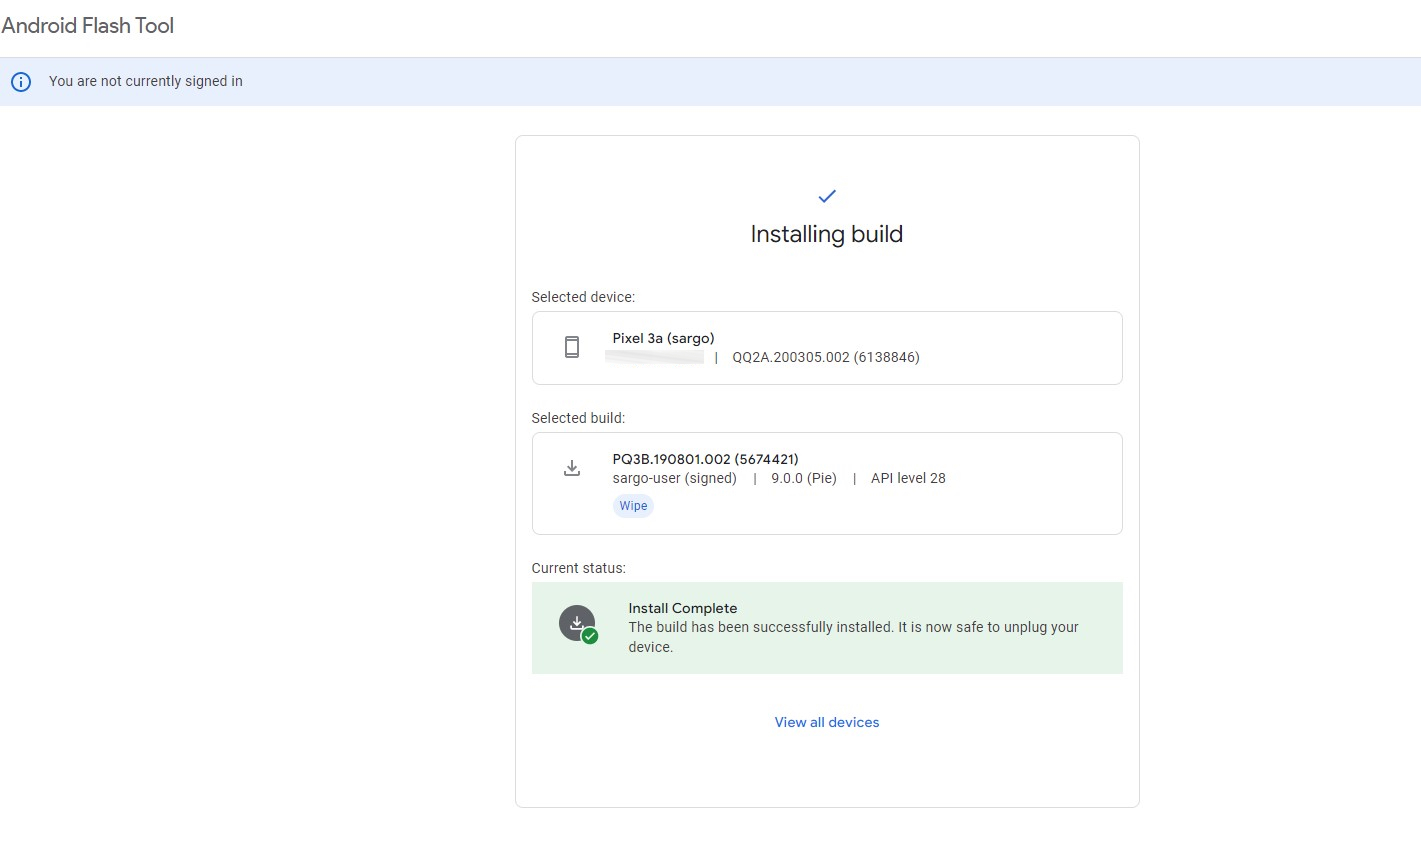 Android Flash Tool
You are not currently signed in
Installing build
Selected device:
Pixel 3a (sargo)
| QQ2A.200305.002 (6138846)
Selected build:
PQ3B.190801.002 (5674421)
sargo-user (signed) | 9.0.0 (Pie) | API level 28
Wipe
Current status:
Install Complete
The build has been successfully installed. It is now safe to unplug your
device.
View all devices